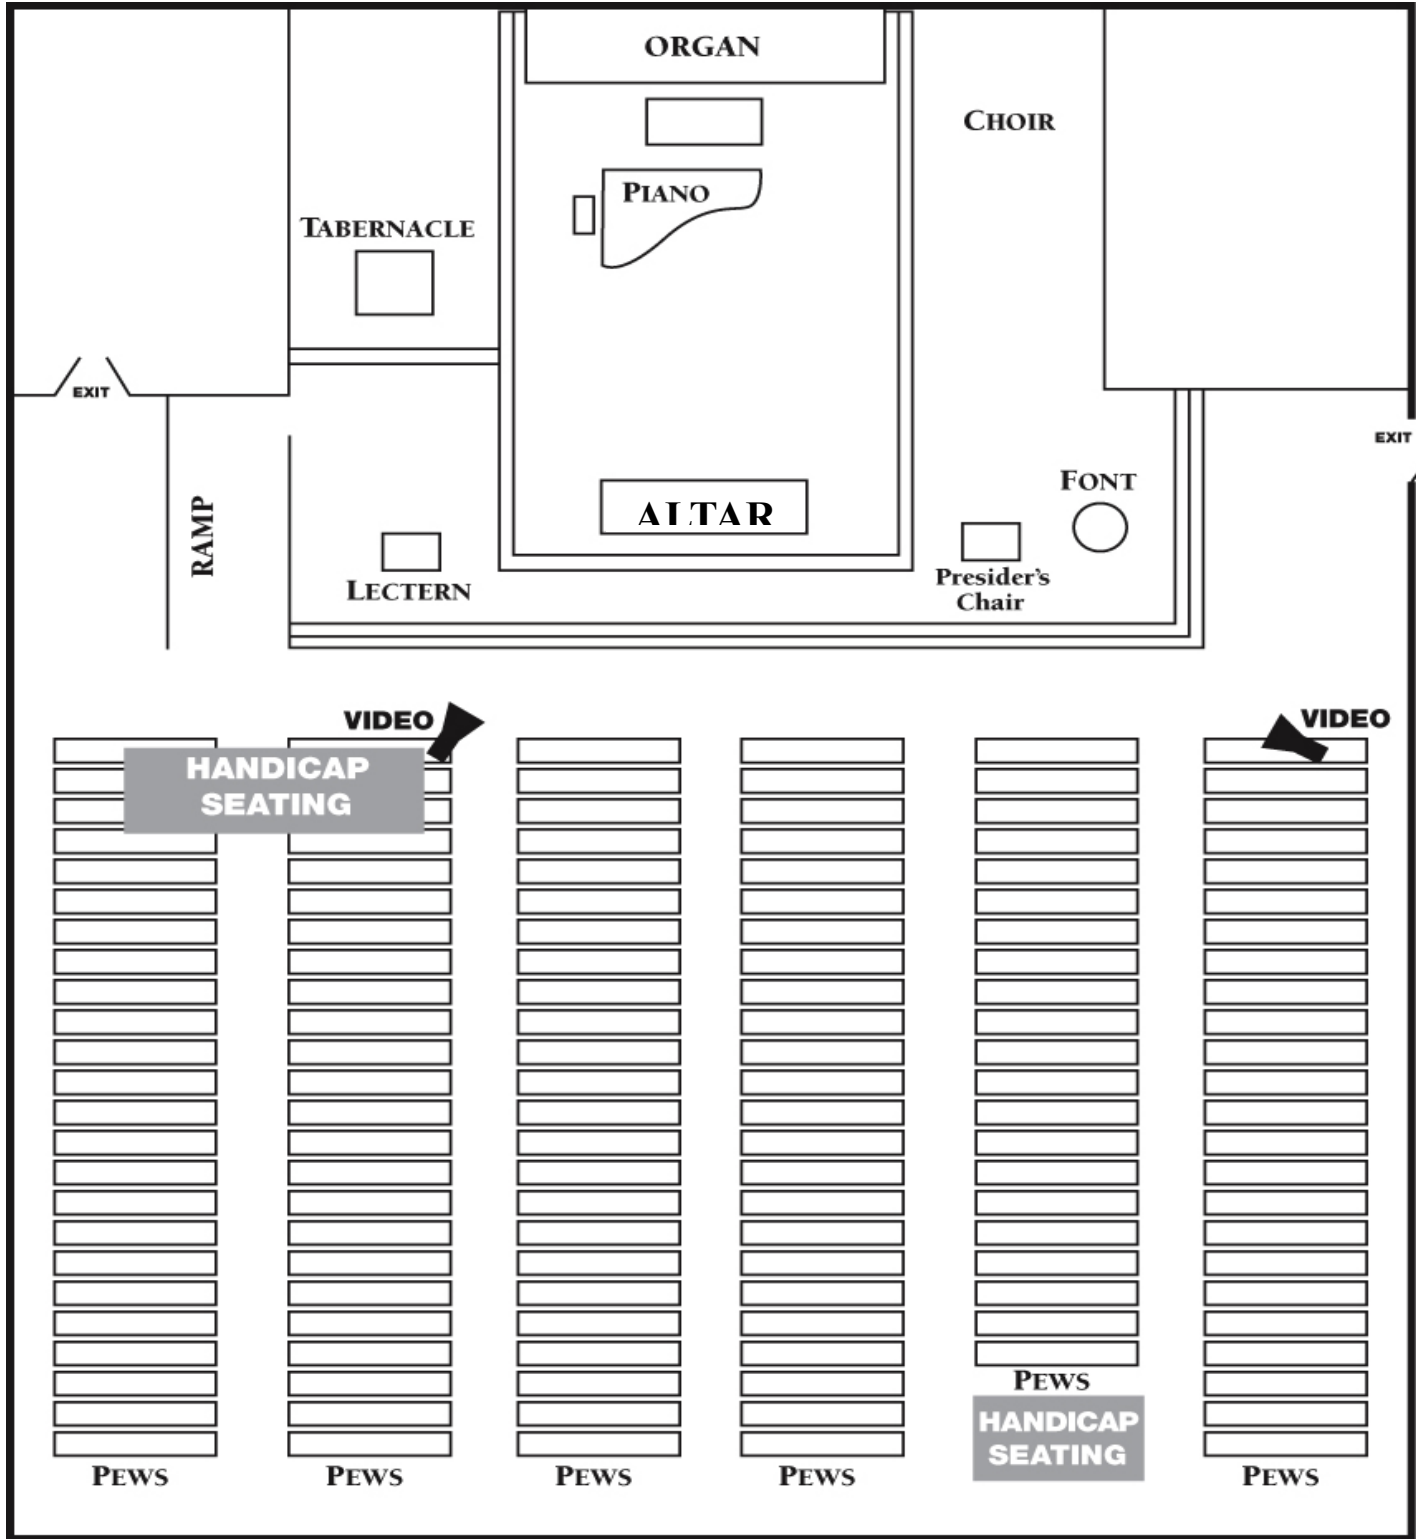 ORGAN
CHOIR
PIANO
TABERNACLE
EXIT
EXIT
FONT
RAMP
ALTAR
Presider's
Chair
LECTERN
VIDEO
VIDEO
HANDICAP
SEATING
PEWS
HANDICAP
SEATING
PEWS
PEWS
PEWS
PEWS
PEWS